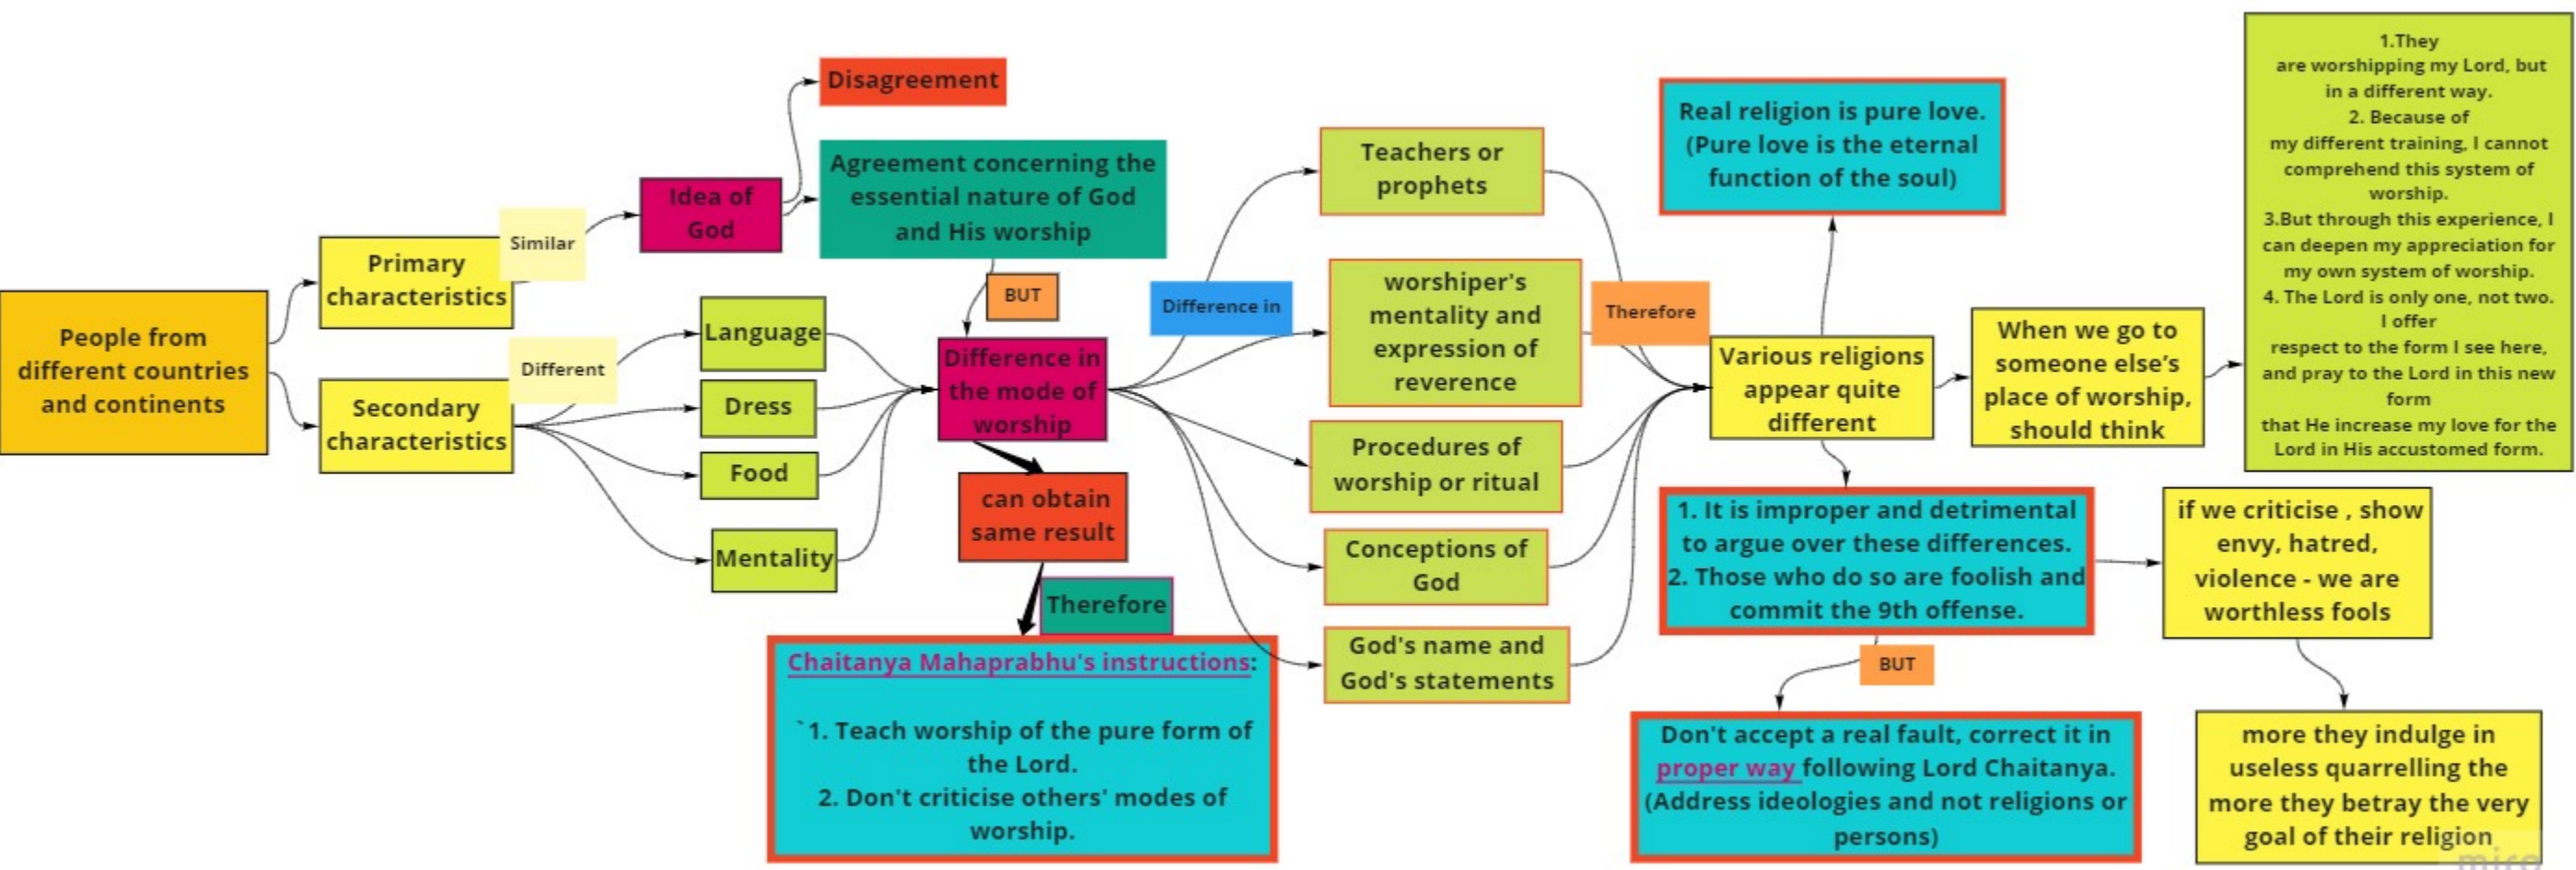 People from
different countries
and continents
Primary
characteristics
Similar
Secondary
characteristics
Different
Idea of
God
Disagreement
Agreement concerning the
essential nature of God
and His worship
BUT
Language
Dress
Food
Mentality
Difference in
the mode of
worship
can obtain
same result
Therefore
Chaitanya Mahaprabhu's instructions:
`1. Teach worship of the pure form of
the Lord.
2. Don't criticise others' modes of
worship.
Difference in
Teachers or
prophets
worshiper's
mentality and
expression of
reverence
Procedures of
worship or ritual
Conceptions of
God
God's name and
God's statements
Therefore
Real religion is pure love.
(Pure love is the eternal
function of the soul)
Various religions
appear quite
different
When we go to
someone else's
place of worship,
should think
1.They
are worshipping my Lord, but
in a different way.
2. Because of
my different training, I cannot
comprehend this system of
worship.
3.But through this experience, I
can deepen my appreciation for
my own system of worship.
4. The Lord is only one, not two.
I offer
respect to the form I see here,
and pray to the Lord in this new
form
that He increase my love for the
Lord in His accustomed form.
1. It is improper and detrimental
to argue over these differences.
2. Those who do so are foolish and
commit the 9th offense.
if we criticise , show
envy, hatred,
violence - we are
worthless fools
BUT
Don't accept a real fault, correct it in
proper way following Lord Chaitanya.
(Address ideologies and not religions or
persons)
more they indulge in
useless quarrelling the
more they betray the very
goal of their religion
miro